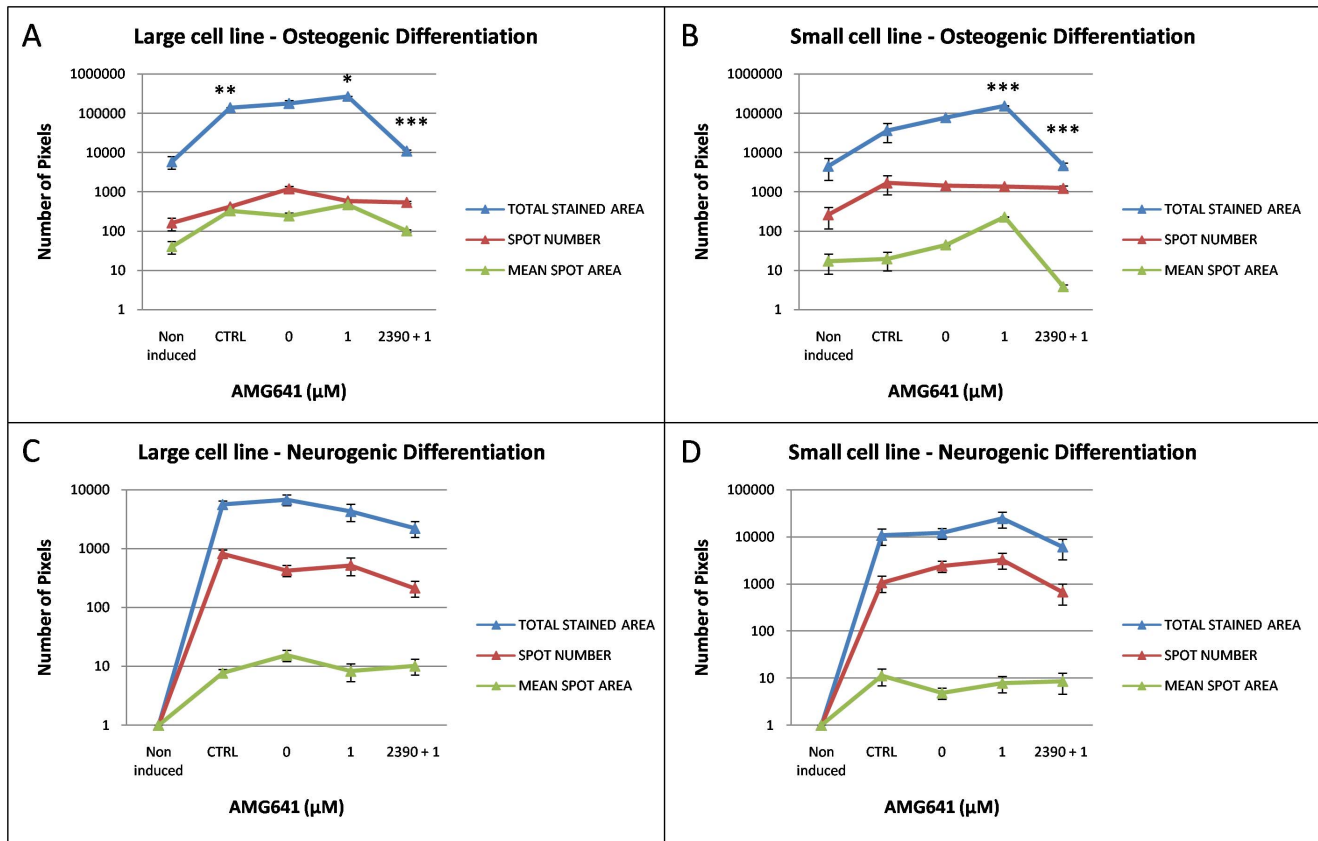 A
Large cell line - Osteogenic Differentiation
Number of Pixels
1000000
100000
10000
1000
100
10
1
**
*
***
Non induced
CTRL
0
1
2390 + 1
AMG641 (µM)
TOTAL STAINED AREA
SPOT NUMBER
MEAN SPOT AREA
B
Small cell line - Osteogenic Differentiation
Number of Pixels
1000000
100000
10000
1000
100
10
1
***
***
Non induced
CTRL
0
1
2390 + 1
AMG641 (µM)
TOTAL STAINED AREA
SPOT NUMBER
MEAN SPOT AREA
C
Large cell line - Neurogenic Differentiation
Number of Pixels
10000
1000
100
10
1
Non induced
CTRL
0
1
2390 + 1
AMG641 (µM)
TOTAL STAINED AREA
SPOT NUMBER
MEAN SPOT AREA
D
Small cell line - Neurogenic Differentiation
Number of Pixels
100000
10000
1000
100
10
1
Non induced
CTRL
0
1
2390 + 1
AMG641 (µM)
TOTAL STAINED AREA
SPOT NUMBER
MEAN SPOT AREA